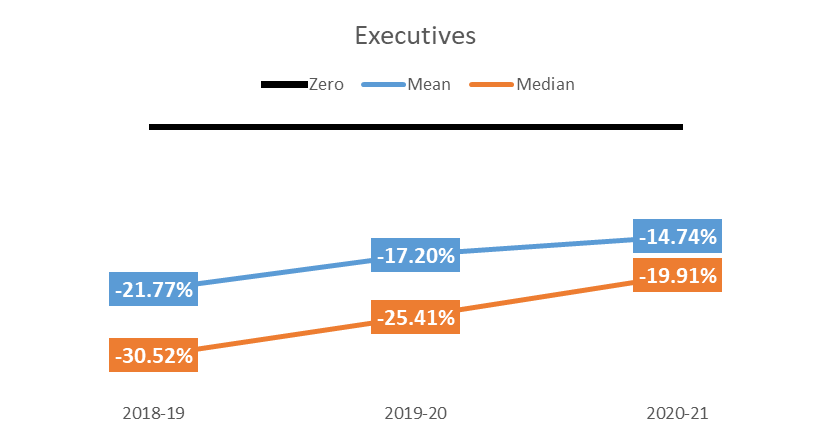 Executives
Zero Mean Median
-14.74%
-17.20%
-19.91%
-21.77%
-25.41%
-30.52%
2018-19 2019-20 2020-21